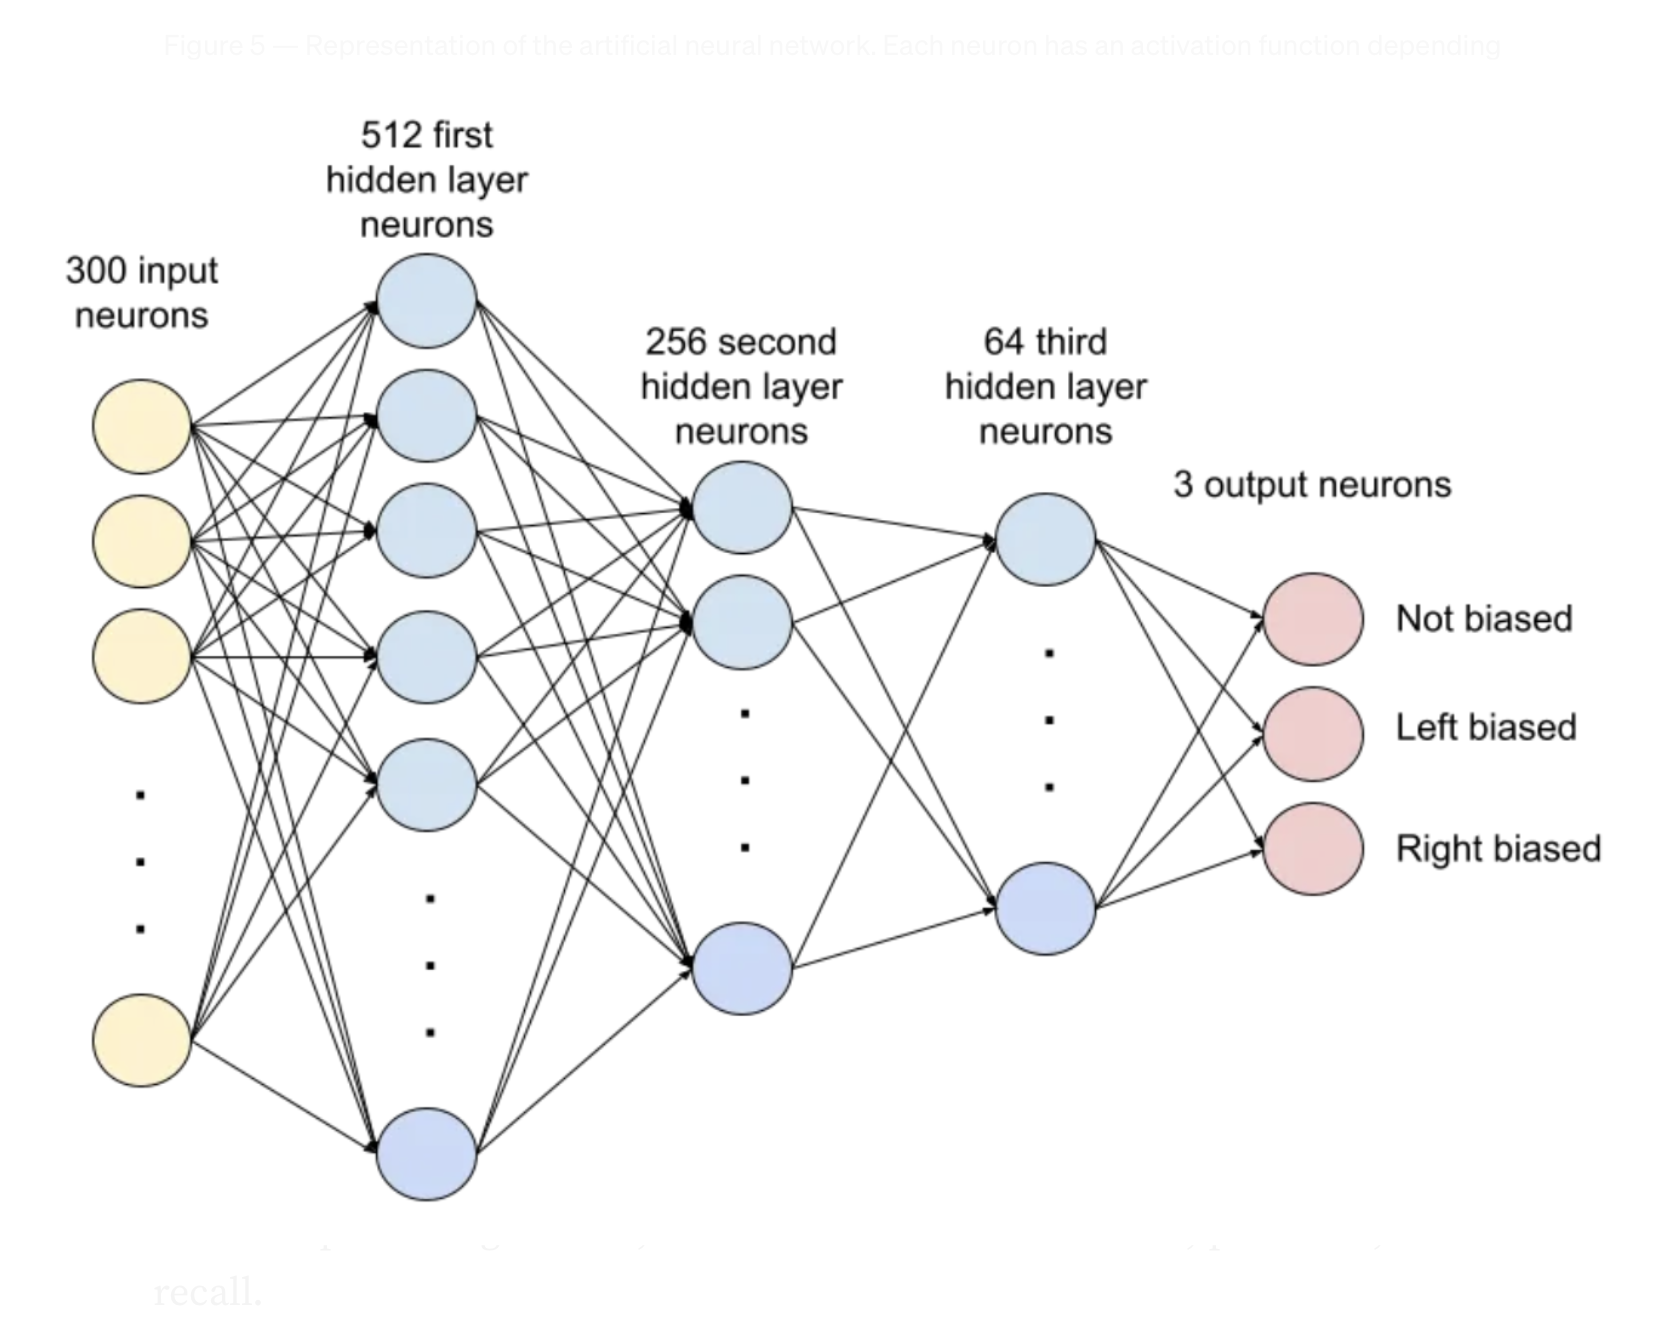 Figure 5 — Representation of the artificial neural network. Each neuron has an activation function depending
512 first
hidden layer
neurons
300 input
neurons
256 second
hidden layer
neurons
64 third
hidden layer
neurons
3 output neurons
Not biased
Left biased
Right biased
recall.